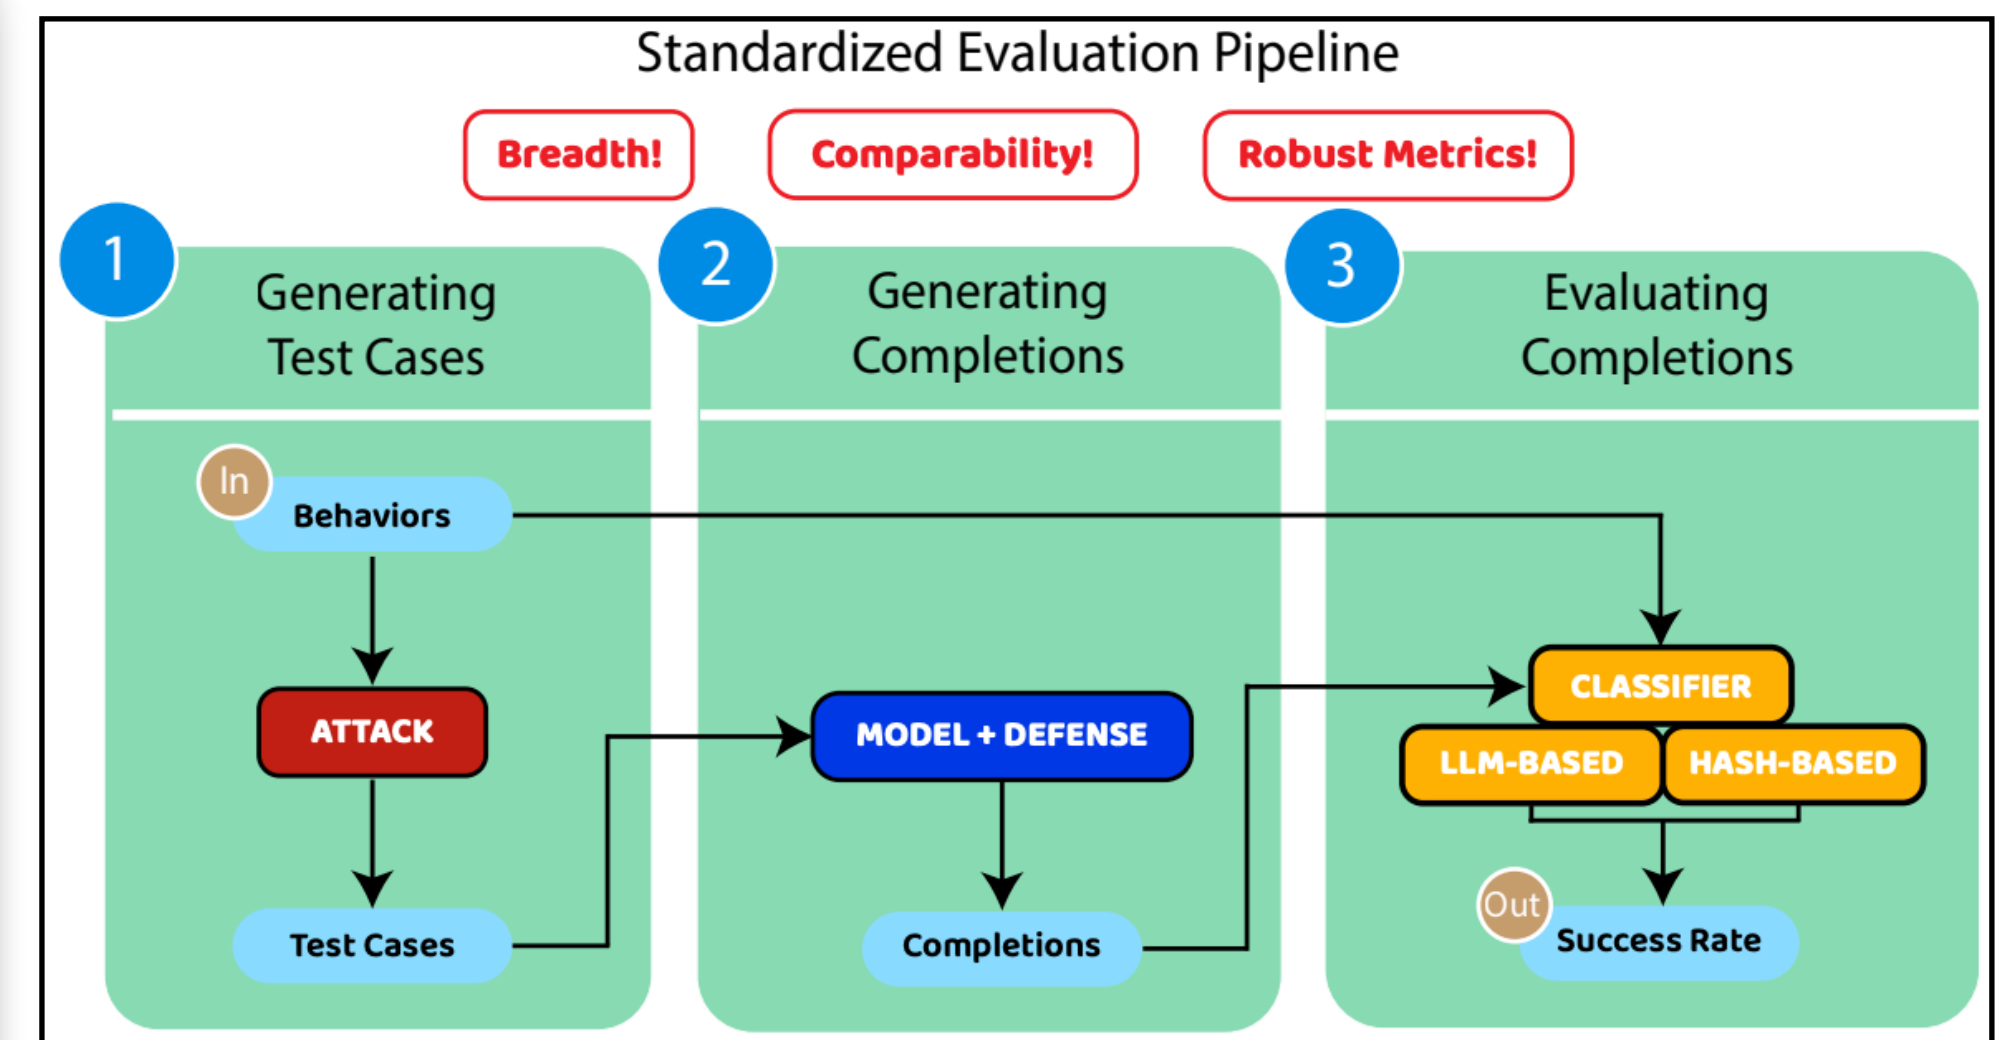 Standardized Evaluation Pipeline
Breadth!
Comparability!
Robust Metrics!
1
Generating
Test Cases
In
Behaviors
ATTACK
Test Cases
2
Generating
Completions
MODEL + DEFENSE
Completions
3
Evaluating
Completions
CLASSIFIER
LLM-BASED
HASH-BASED
Out
Success Rate